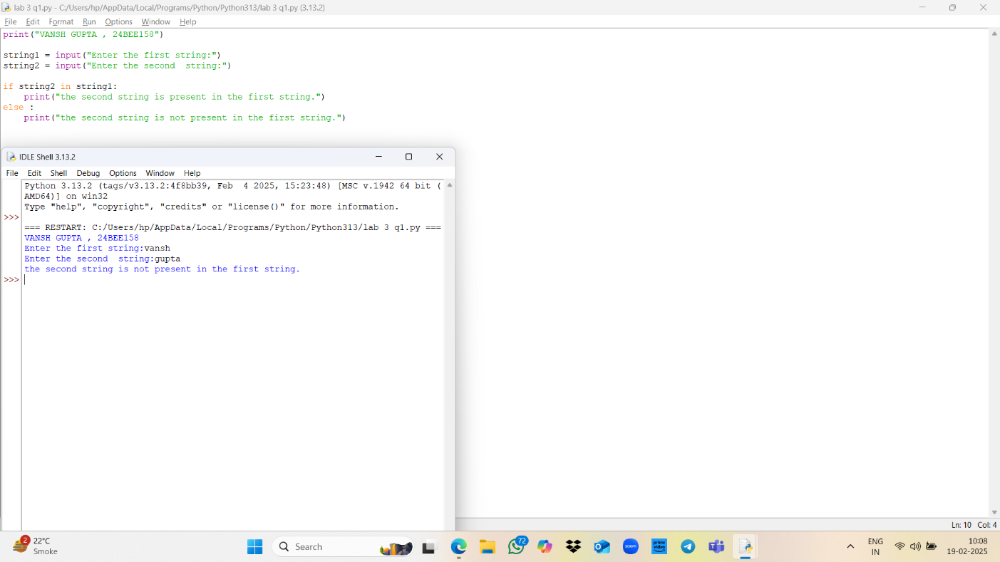 lab 3 q1.py - C:/Users/hp/AppData/Local/Programs/Python/Python313/lab 3 q1.py (3.13.2)
File Edit Format Run Options Window Help
print("VANSH GUPTA , 24BEE158")
string1 = input("Enter the first string:")
string2 = input("Enter the second  string:")
if string2 in string1:
    print("the second string is present in the first string.")
else :
    print("the second string is not present in the first string.")
IDLE Shell 3.13.2
File Edit Shell Debug Options Window Help
Python 3.13.2 (tags/v3.13.2:4f8bb39, Feb  4 2025, 15:23:48) [MSC v.1942 64 bit (
AMD64)] on win32
Type "help", "copyright", "credits" or "license()" for more information.
>>>
=== RESTART: C:/Users/hp/AppData/Local/Programs/Python/Python313/lab 3 q1.py ===
VANSH GUPTA , 24BEE158
Enter the first string:vansh
Enter the second  string:gupta
the second string is not present in the first string.
>>>
Ln: 10 Col: 4
2
22°C
Smoke
Search
72
zoom
prime video
ENG
IN
10:08
19-02-2025